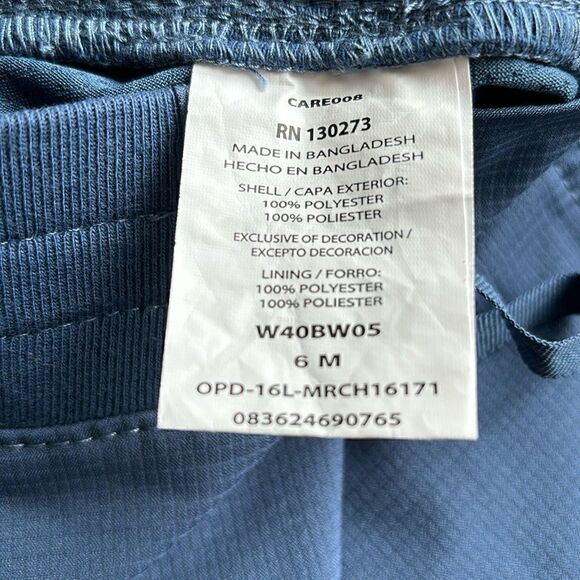 CARE008
RN 130273
MADE IN BANGLADESH
HECHO EN BANGLADESH
SHELL / CAPA EXTERIOR:
100% POLYESTER
100% POLIESTER
EXCLUSIVE OF DECORATION /
EXCEPTO DECORACION
LINING / FORRO:
100% POLYESTER
100% POLIESTER
W40BW05
6 M
OPD-16L-MRCH16171
083624690765